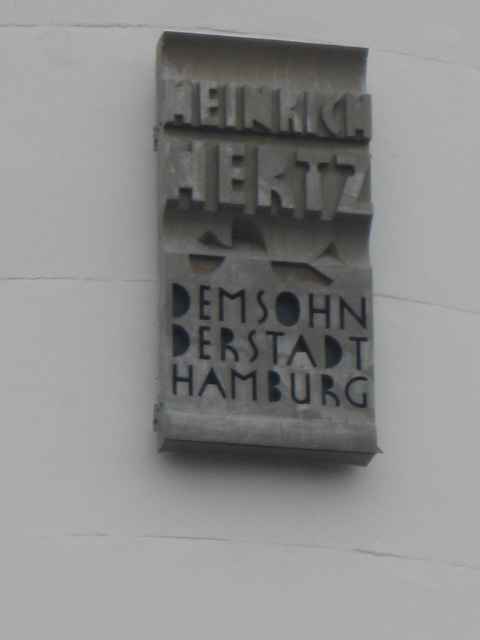 HEINRICH
HERTZ
DEMSOHN
DERSTADT
HAMBURG